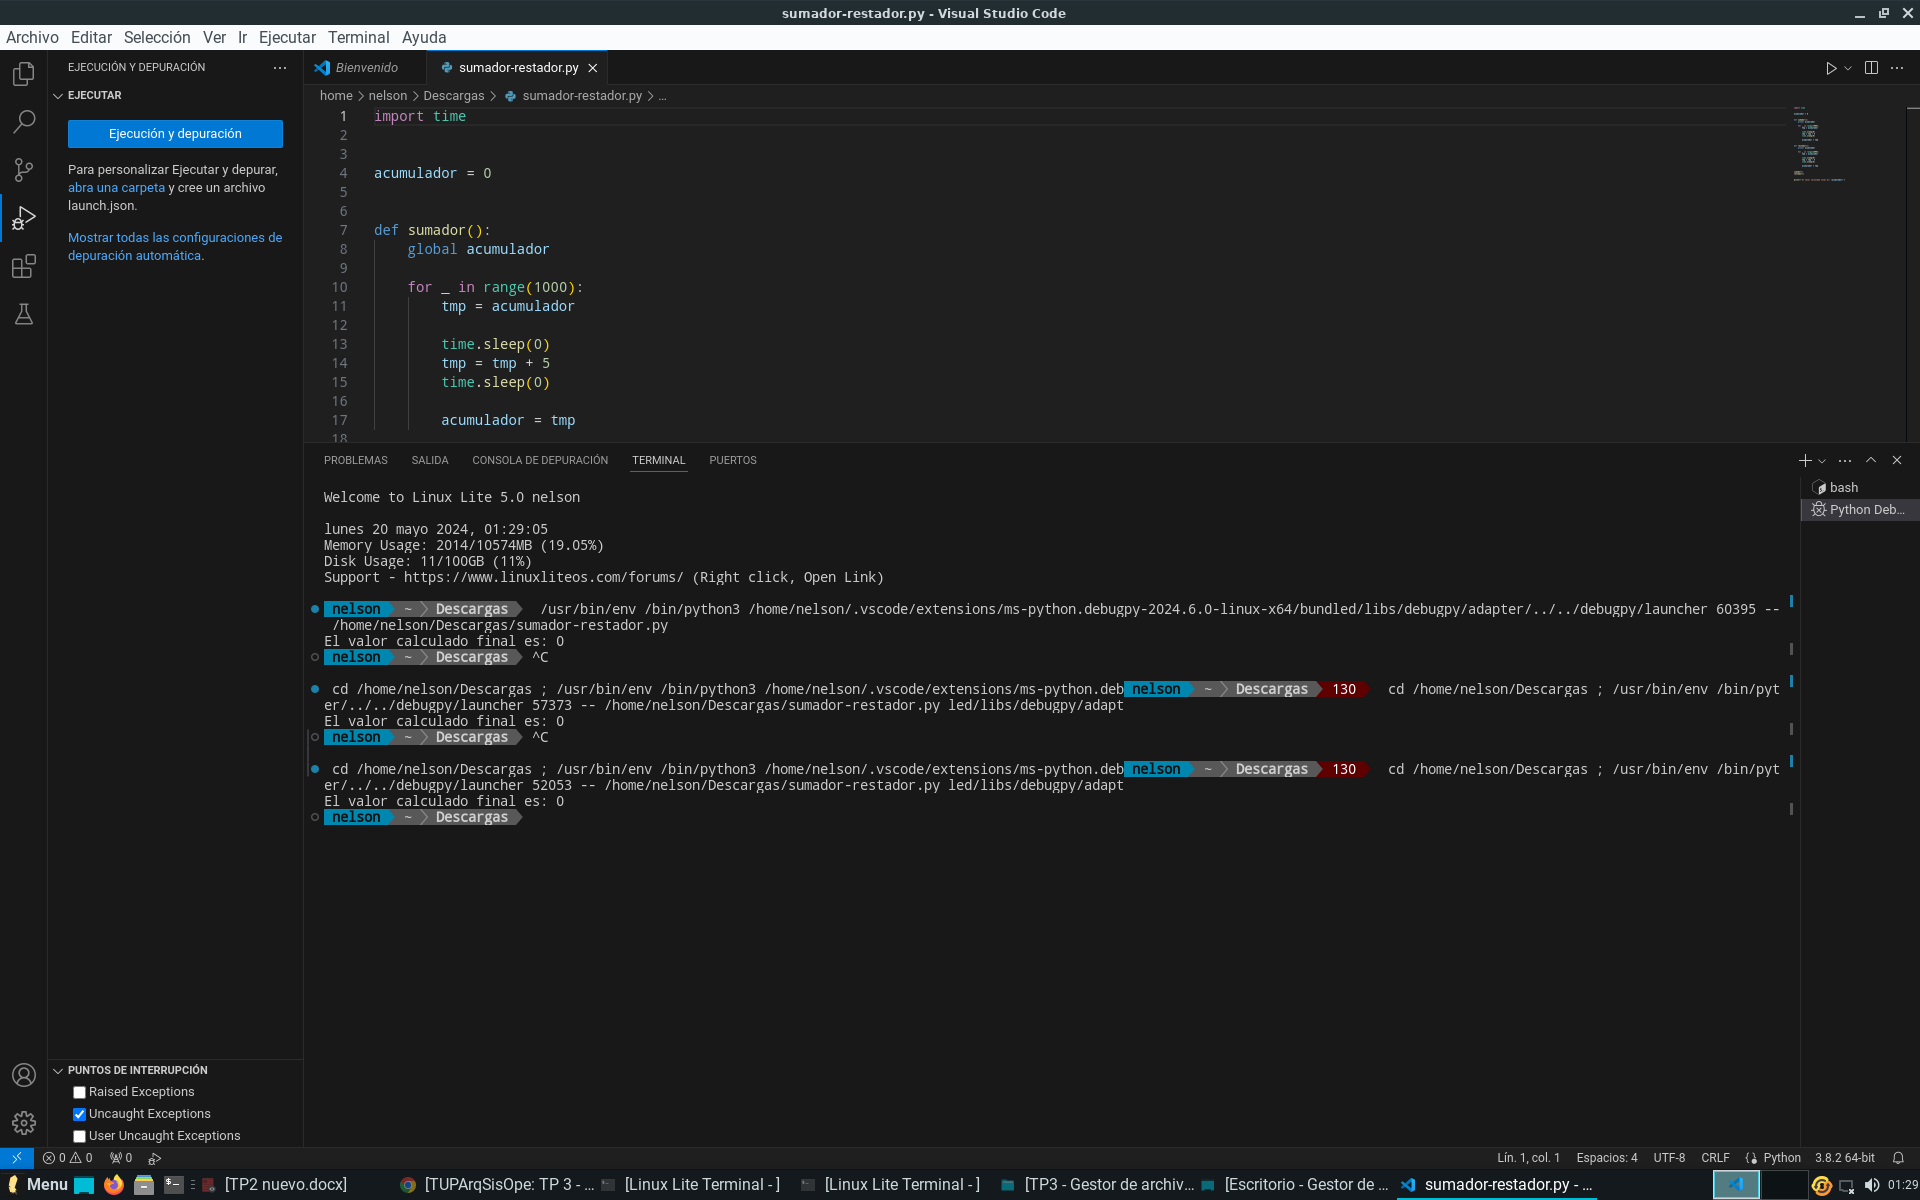 sumador-restador.py - Visual Studio Code
Archivo Editar Selección Ver Ir Ejecutar Terminal Ayuda
EJECUCIÓN Y DEPURACIÓN
EJECUTAR
Ejecución y depuración
Para personalizar Ejecutar y depurar,
abra una carpeta y cree un archivo
launch.json.
Mostrar todas las configuraciones de
depuración automática.
Bienvenido
sumador-restador.py
home > nelson > Descargas > sumador-restador.py > ...
1 import time
2
3
4 acumulador = 0
5
6
7 def sumador():
8 global acumulador
9
10 for _ in range(1000):
11 tmp = acumulador
12
13 time.sleep(0)
14 tmp = tmp + 5
15 time.sleep(0)
16
17 acumulador = tmp
18
PROBLEMAS SALIDA CONSOLA DE DEPURACIÓN TERMINAL PUERTOS
bash
Python Deb...
Welcome to Linux Lite 5.0 nelson
lunes 20 mayo 2024, 01:29:05
Memory Usage: 2014/10574MB (19.05%)
Disk Usage: 11/100GB (11%)
Support - https://www.linuxliteos.com/forums/ (Right click, Open Link)
nelson ~ Descargas /usr/bin/env /bin/python3 /home/nelson/.vscode/extensions/ms-python.debugpy-2024.6.0-linux-x64/bundled/libs/debugpy/adapter/../../debugpy/launcher 60395 --
/home/nelson/Descargas/sumador-restador.py
El valor calculado final es: 0
nelson ~ Descargas ^C
cd /home/nelson/Descargas ; /usr/bin/env /bin/python3 /home/nelson/.vscode/extensions/ms-python.deb nelson ~ Descargas 130 cd /home/nelson/Descargas ; /usr/bin/env /bin/pyt
er/../../debugpy/launcher 57373 -- /home/nelson/Descargas/sumador-restador.py led/libs/debugpy/adapt
El valor calculado final es: 0
nelson ~ Descargas ^C
cd /home/nelson/Descargas ; /usr/bin/env /bin/python3 /home/nelson/.vscode/extensions/ms-python.deb nelson ~ Descargas 130 cd /home/nelson/Descargas ; /usr/bin/env /bin/pyt
er/../../debugpy/launcher 52053 -- /home/nelson/Descargas/sumador-restador.py led/libs/debugpy/adapt
El valor calculado final es: 0
nelson ~ Descargas
PUNTOS DE INTERRUPCIÓN
Raised Exceptions
Uncaught Exceptions
User Uncaught Exceptions
0 0 0
Lín. 1, col. 1 Espacios: 4 UTF-8 CRLF Python 3.8.2 64-bit
Menu [TP2 nuevo.docx] [TUPArqSisOpe: TP 3 - ... [Linux Lite Terminal - ] [Linux Lite Terminal - ] [TP3 - Gestor de archiv... [Escritorio - Gestor de ... sumador-restador.py - ... 01:29